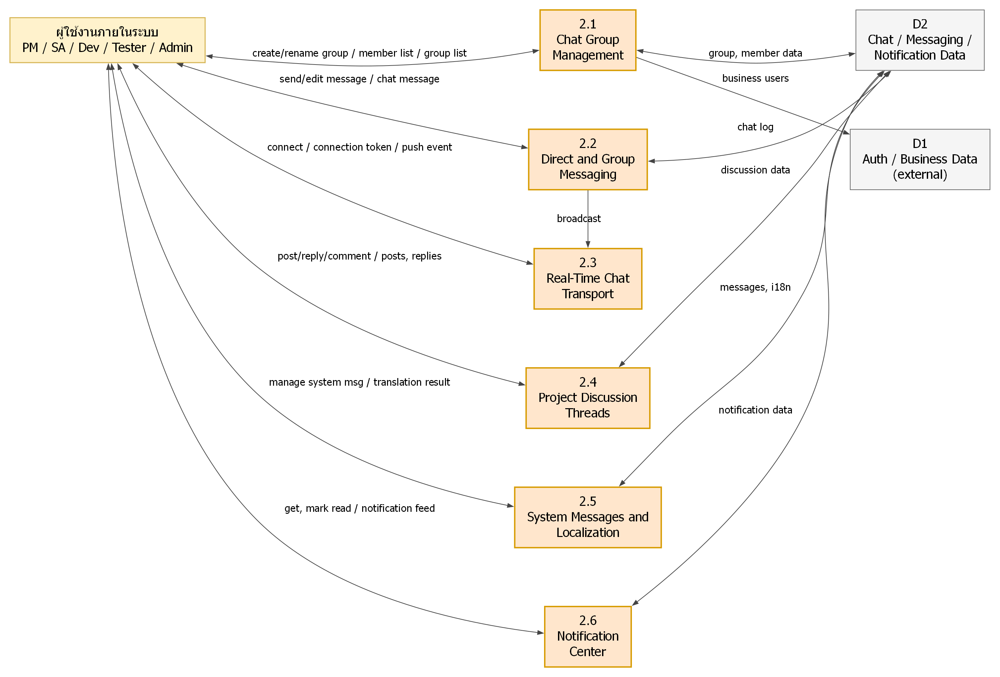 ผู้ใช้งานภายในระบบ
PM / SA / Dev / Tester / Admin
2.1
Chat Group
Management
D2
Chat / Messaging /
Notification Data
create/rename group / member list / group list
group, member data
send/edit message / chat message
business users
chat log
2.2
Direct and Group
Messaging
D1
Auth / Business Data
(external)
connect / connection token / push event
discussion data
broadcast
post/reply/comment / posts, replies
2.3
Real-Time Chat
Transport
messages, i18n
manage system msg / translation result
2.4
Project Discussion
Threads
notification data
get, mark read / notification feed
2.5
System Messages and
Localization
2.6
Notification
Center